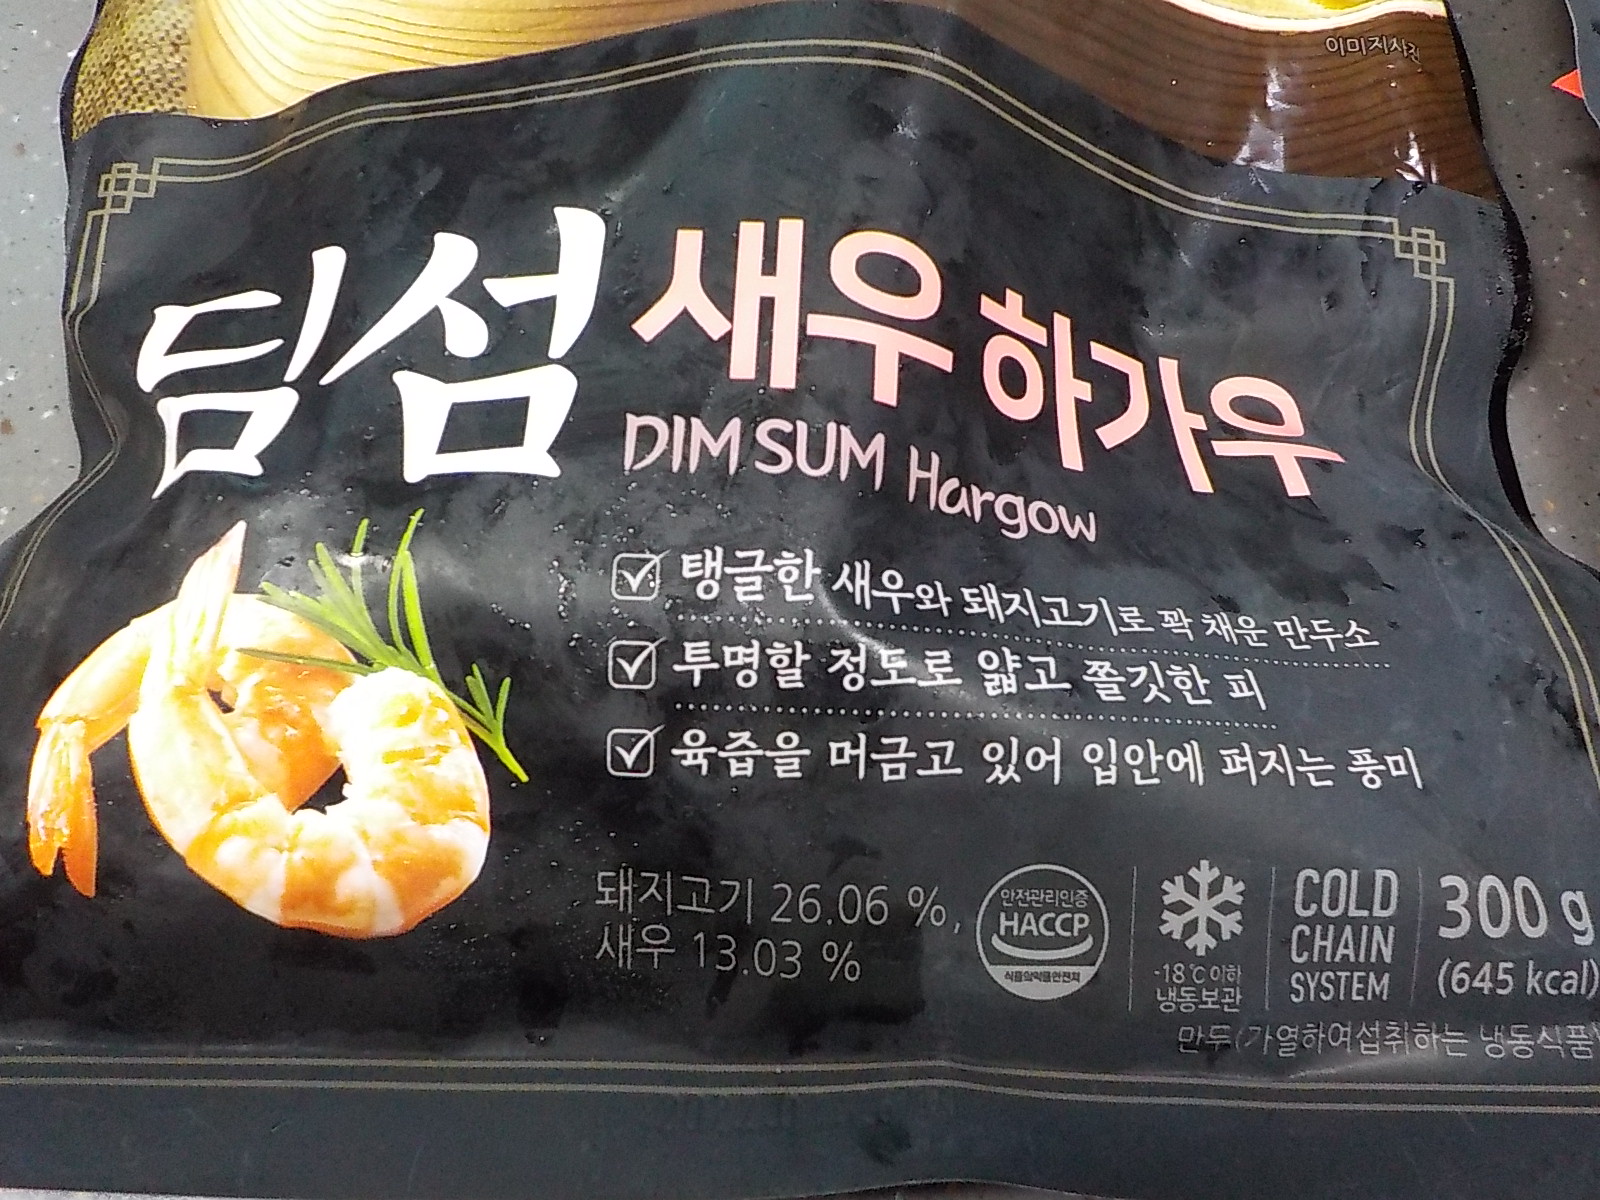 이미지사진
딤섬 새우 하가우
DIM SUM Hargow
탱글한 새우와 돼지고기로 꽉 채운 만두소
투명할 정도로 얇고 쫄깃한 피
육즙을 머금고 있어 입안에 퍼지는 풍미
돼지고기 26.06 %,
새우 13.03 %
안전관리인증
HACCP
식품의약품안전처
-18℃ 이하
냉동보관
COLD
CHAIN
SYSTEM
300 g
(645 kcal)
만두(가열하여섭취하는 냉동식품)